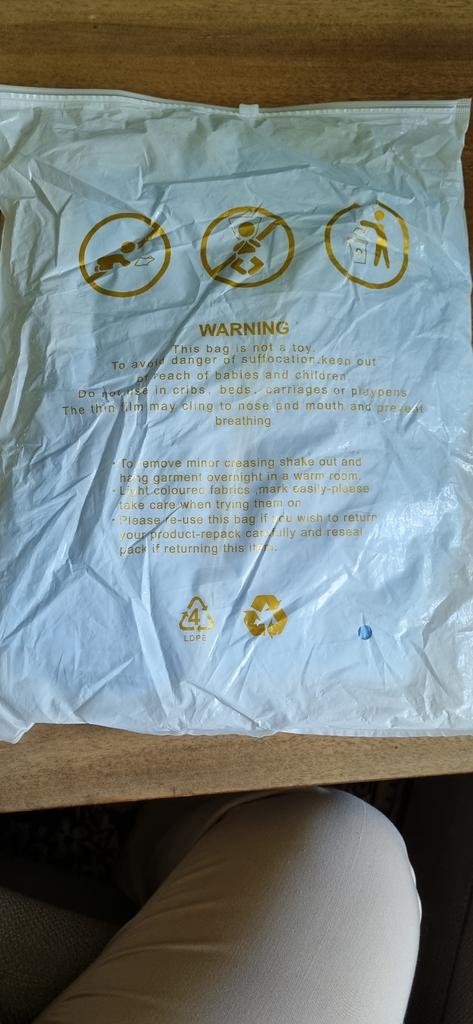 WARNING
This bag is not a toy.
To avoid danger of suffocation,keep out
of reach of babies and children
Do not use in cribs, beds, carriages or playpens
The thin film may cling to nose and mouth and prevent
breathing
· To remove minor creasing shake out and
hang garment overnight in a warm room.
· Light coloured fabrics ,mark easily-please
take care when trying them on
· Please re-use this bag if you wish to return
your product-repack carefully and reseal
pack if returning this item.
4
LDPE